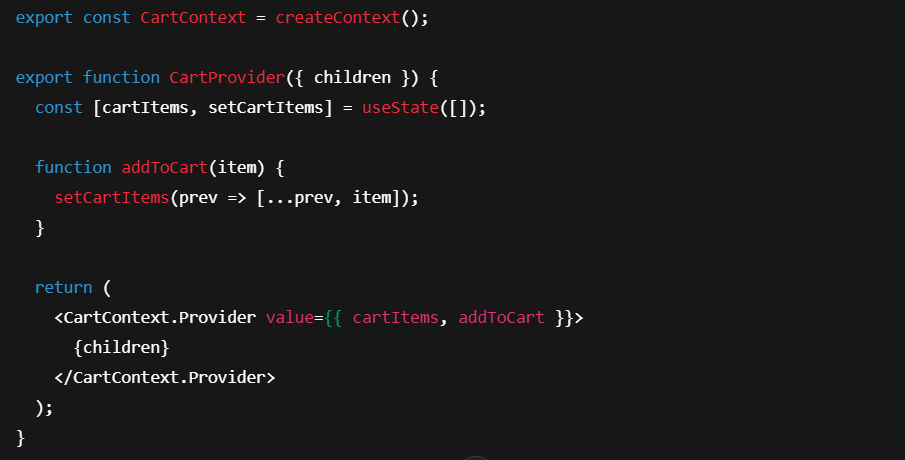 export const CartContext = createContext();
export function CartProvider({ children }) {
const [cartItems, setCartItems] = useState([]);
function addToCart(item) {
setCartItems(prev => [...prev, item]);
}
return (
<CartContext.Provider value={{ cartItems, addToCart }}>
{children}
</CartContext.Provider>
);
}